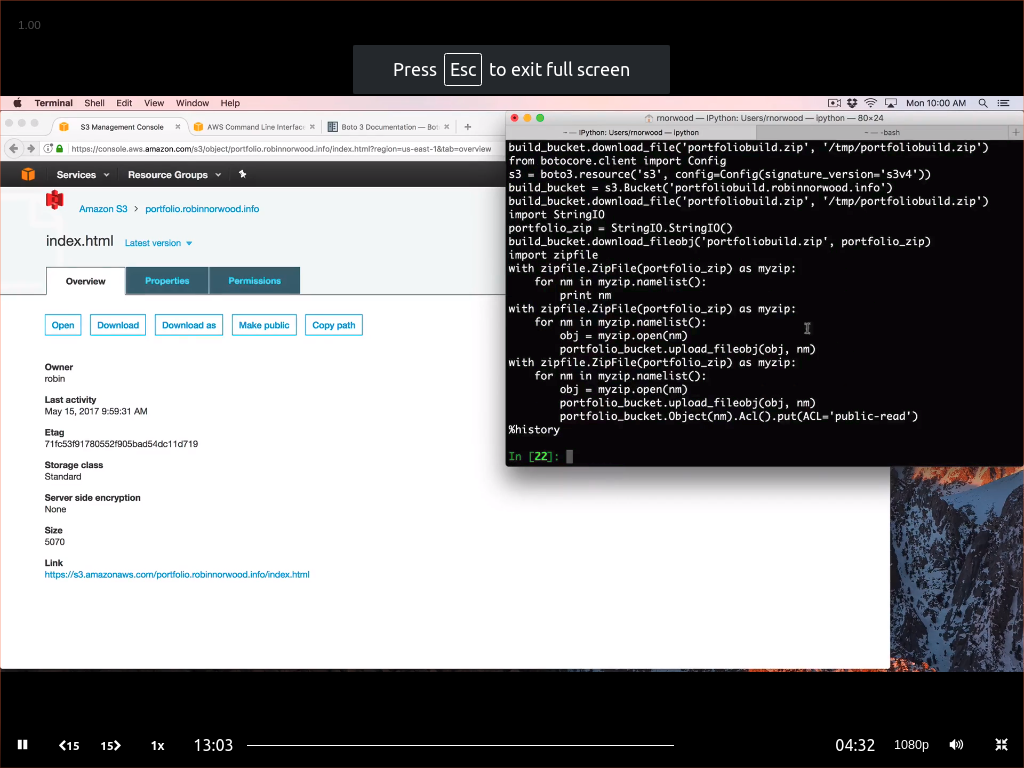 1.00
Press Esc to exit full screen
Terminal Shell Edit View Window Help
Mon 10:00 AM
S3 Management Console
AWS Command Line Interfac
Boto 3 Documentation — Bot
https://console.aws.amazon.com/s3/object/portfolio.robinnorwood.info/index.html?region=us-east-1&tab=overview
Services
Resource Groups
Amazon S3 > portfolio.robinnorwood.info
index.html Latest version
Overview Properties Permissions
Open Download Download as Make public Copy path
Owner
robin
Last activity
May 15, 2017 9:59:31 AM
Etag
71fc53f91780552f905bad54dc11d719
Storage class
Standard
Server side encryption
None
Size
5070
Link
https://s3.amazonaws.com/portfolio.robinnorwood.info/index.html
rnorwood — IPython: Users/rnorwood — ipython — 80×24
~ — IPython: Users/rnorwood — ipython
~ — -bash
build_bucket.download_file('portfoliobuild.zip', '/tmp/portfoliobuild.zip')
from botocore.client import Config
s3 = boto3.resource('s3', config=Config(signature_version='s3v4'))
build_bucket = s3.Bucket('portfoliobuild.robinnorwood.info')
build_bucket.download_file('portfoliobuild.zip', '/tmp/portfoliobuild.zip')
import StringIO
portfolio_zip = StringIO.StringIO()
build_bucket.download_fileobj('portfoliobuild.zip', portfolio_zip)
import zipfile
with zipfile.ZipFile(portfolio_zip) as myzip:
    for nm in myzip.namelist():
        print nm
with zipfile.ZipFile(portfolio_zip) as myzip:
    for nm in myzip.namelist():
        obj = myzip.open(nm)
        portfolio_bucket.upload_fileobj(obj, nm)
with zipfile.ZipFile(portfolio_zip) as myzip:
    for nm in myzip.namelist():
        obj = myzip.open(nm)
        portfolio_bucket.upload_fileobj(obj, nm)
        portfolio_bucket.Object(nm).Acl().put(ACL='public-read')
%history
In [22]:
15 15 1x 13:03 04:32 1080p